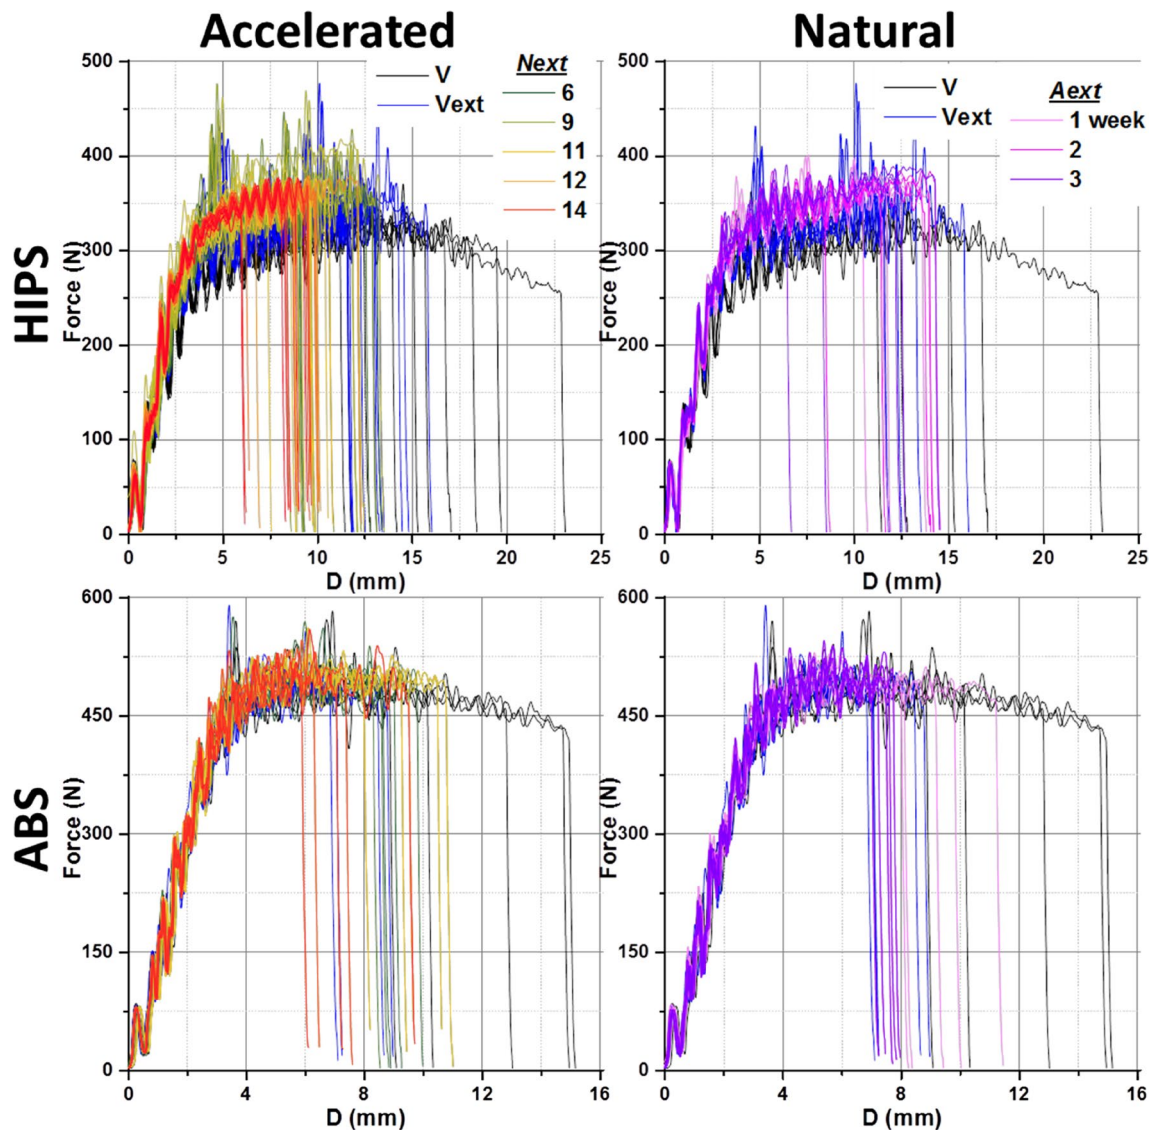 Accelerated
Natural
HIPS
Force (N)
500
400
300
200
100
0
V
Vext
Next
6
9
11
12
14
0 5 10 15 20 25
D (mm)
Force (N)
500
400
300
200
100
0
V
Vext
Aext
1 week
2
3
0 5 10 15 20 25
D (mm)
ABS
Force (N)
600
450
300
150
0
0 4 8 12 16
D (mm)
Force (N)
600
450
300
150
0
0 4 8 12 16
D (mm)